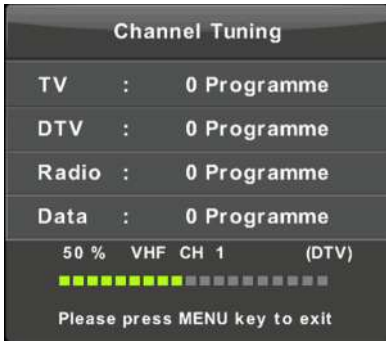 Channel Tuning
TV : 0 Programme
DTV : 0 Programme
Radio : 0 Programme
Data : 0 Programme
50 % VHF CH 1 (DTV)
Please press MENU key to exit